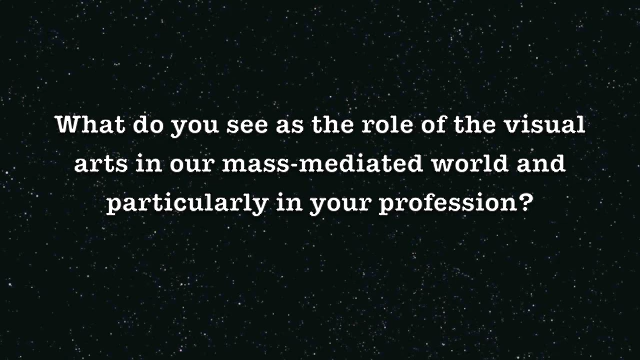 What do you see as the role of the visual
arts in our mass-mediated world and
particularly in your profession?